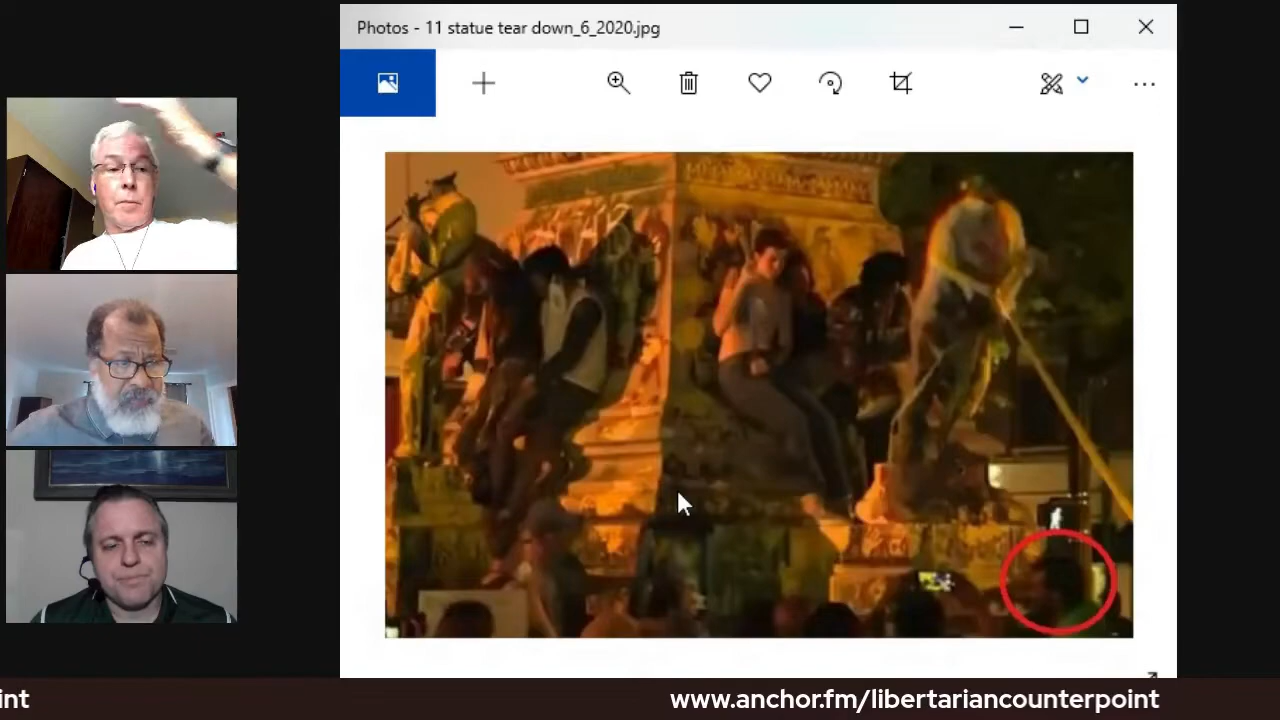 Photos - 11 statue tear down_6_2020.jpg
int
www.anchor.fm/libertariancounterpoint